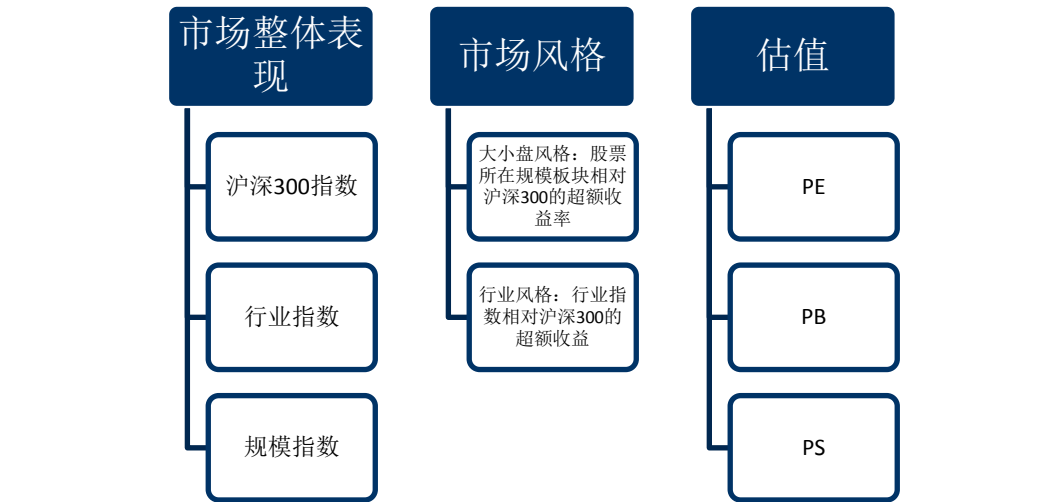 市场整体表
现
沪深300指数
行业指数
规模指数
市场风格
大小盘风格：股票
所在规模板块相对
沪深300的超额收
益率
行业风格：行业指
数相对沪深300的
超额收益
估值
PE
PB
PS